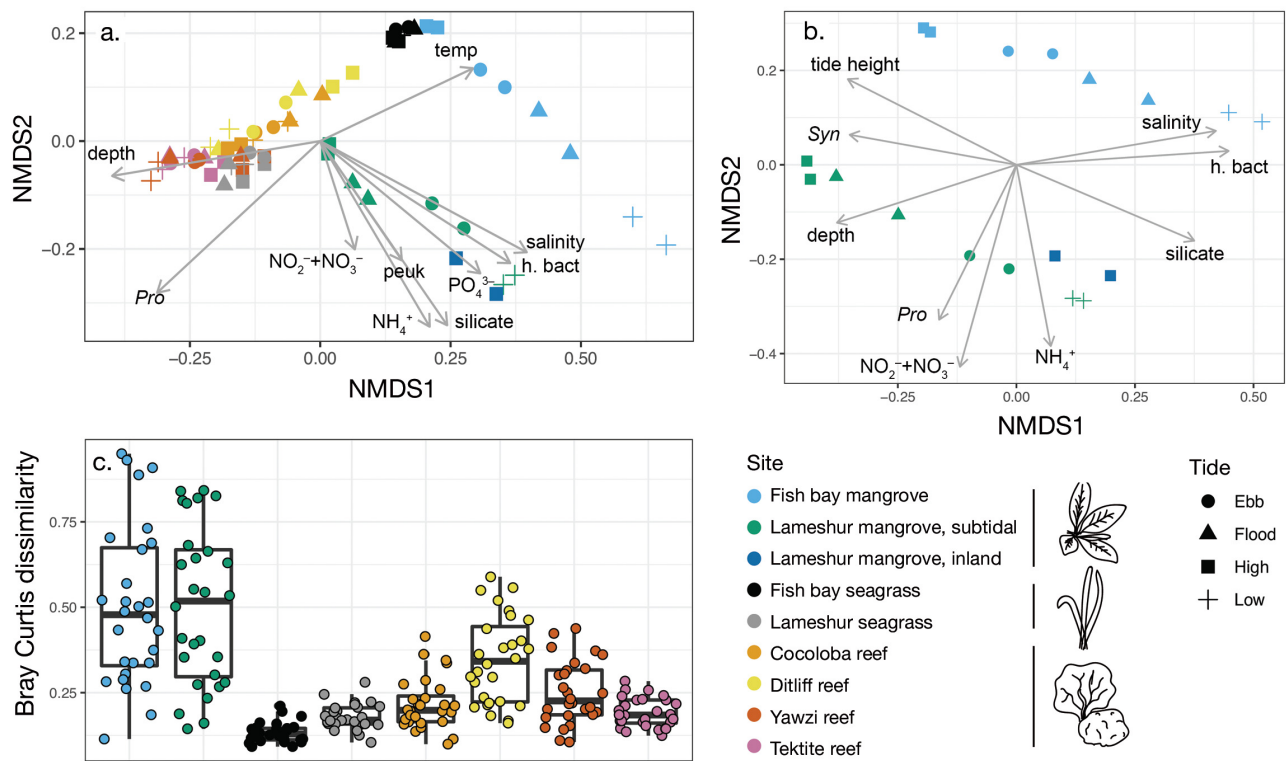 a.
temp
depth
Pro
NO₂⁻+NO₃⁻
peuk
PO₄³⁻
NH₄⁺
salinity
h. bact
silicate
0.2
0.0
−0.2
NMDS2
−0.25
0.00
0.25
0.50
NMDS1
b.
tide height
Syn
salinity
h. bact
depth
silicate
Pro
NO₂⁻+NO₃⁻
NH₄⁺
0.2
0.0
−0.2
−0.4
NMDS2
−0.25
0.00
0.25
0.50
NMDS1
c.
0.75
0.50
0.25
Bray Curtis dissimilarity
Site
Fish bay mangrove
Lameshur mangrove, subtidal
Lameshur mangrove, inland
Fish bay seagrass
Lameshur seagrass
Cocoloba reef
Ditliff reef
Yawzi reef
Tektite reef
Tide
Ebb
Flood
High
Low